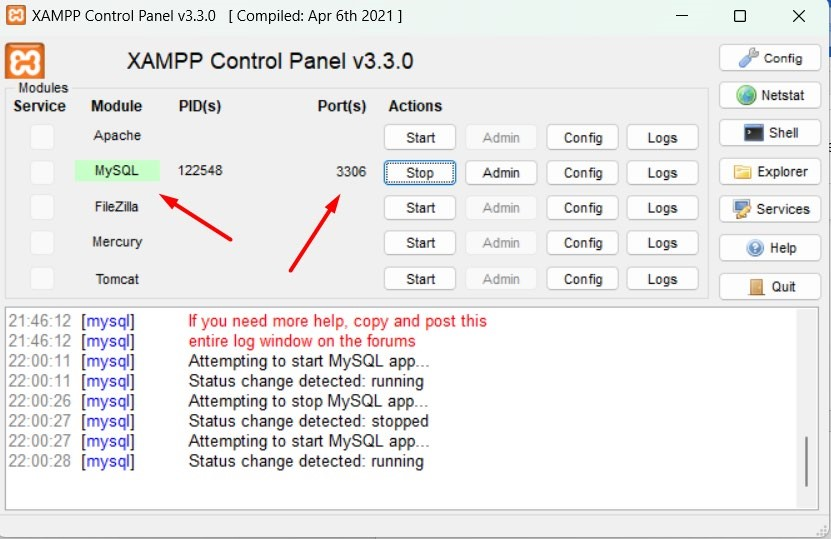 XAMPP Control Panel v3.3.0 [ Compiled: Apr 6th 2021 ]
XAMPP Control Panel v3.3.0
Config
Modules
Service Module PID(s) Port(s) Actions
Netstat
Apache Start Admin Config Logs
Shell
MySQL 122548 3306 Stop Admin Config Logs
Explorer
FileZilla Start Admin Config Logs
Services
Mercury Start Admin Config Logs
Help
Tomcat Start Admin Config Logs
Quit
21:46:12 [mysql] If you need more help, copy and post this
21:46:12 [mysql] entire log window on the forums
22:00:11 [mysql] Attempting to start MySQL app...
22:00:11 [mysql] Status change detected: running
22:00:26 [mysql] Attempting to stop MySQL app...
22:00:27 [mysql] Status change detected: stopped
22:00:27 [mysql] Attempting to start MySQL app...
22:00:28 [mysql] Status change detected: running